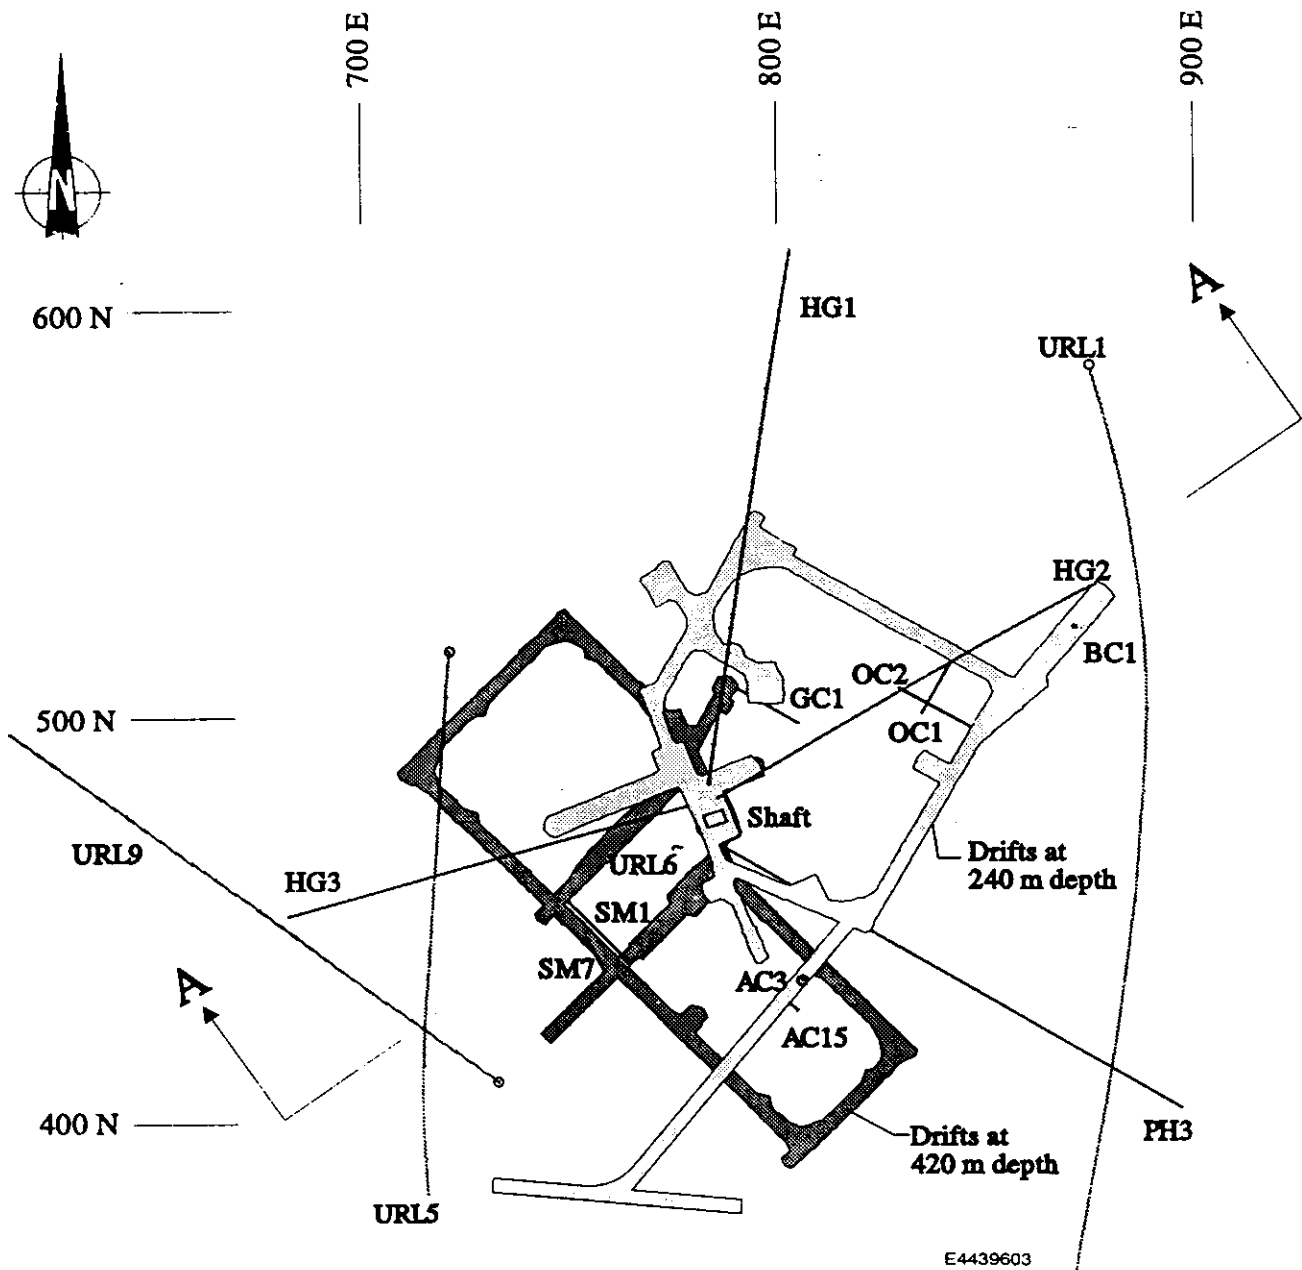 700 E
800 E
900 E
N
600 N
HG1
A
URL1
HG2
BC1
OC2
GC1
OC1
500 N
Shaft
URL9
URL6
Drifts at
240 m depth
HG3
SM1
SM7
AC3
A
AC15
400 N
Drifts at
420 m depth
PH3
URL5
E4439603